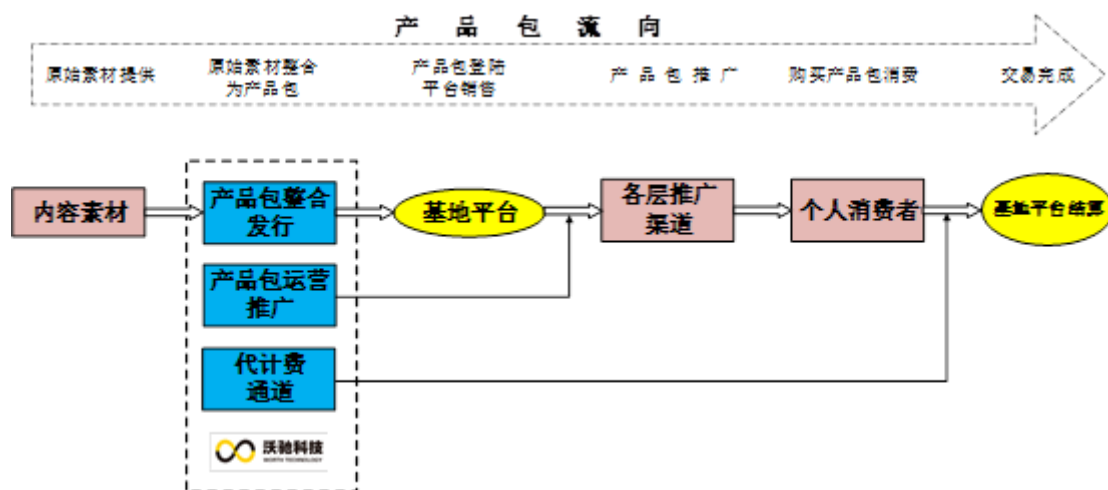 产品包流向
原始素材提供
原始素材整合
为产品包
产品包登陆
平台销售
产品包推广
购买产品包消费
交易完成
内容素材
产品包整合
发行
基地平台
各层推广
渠道
个人消费者
基地平台结算
产品包运营
推广
代计费
通道
沃驰科技
WORTH TECHNOLOGY